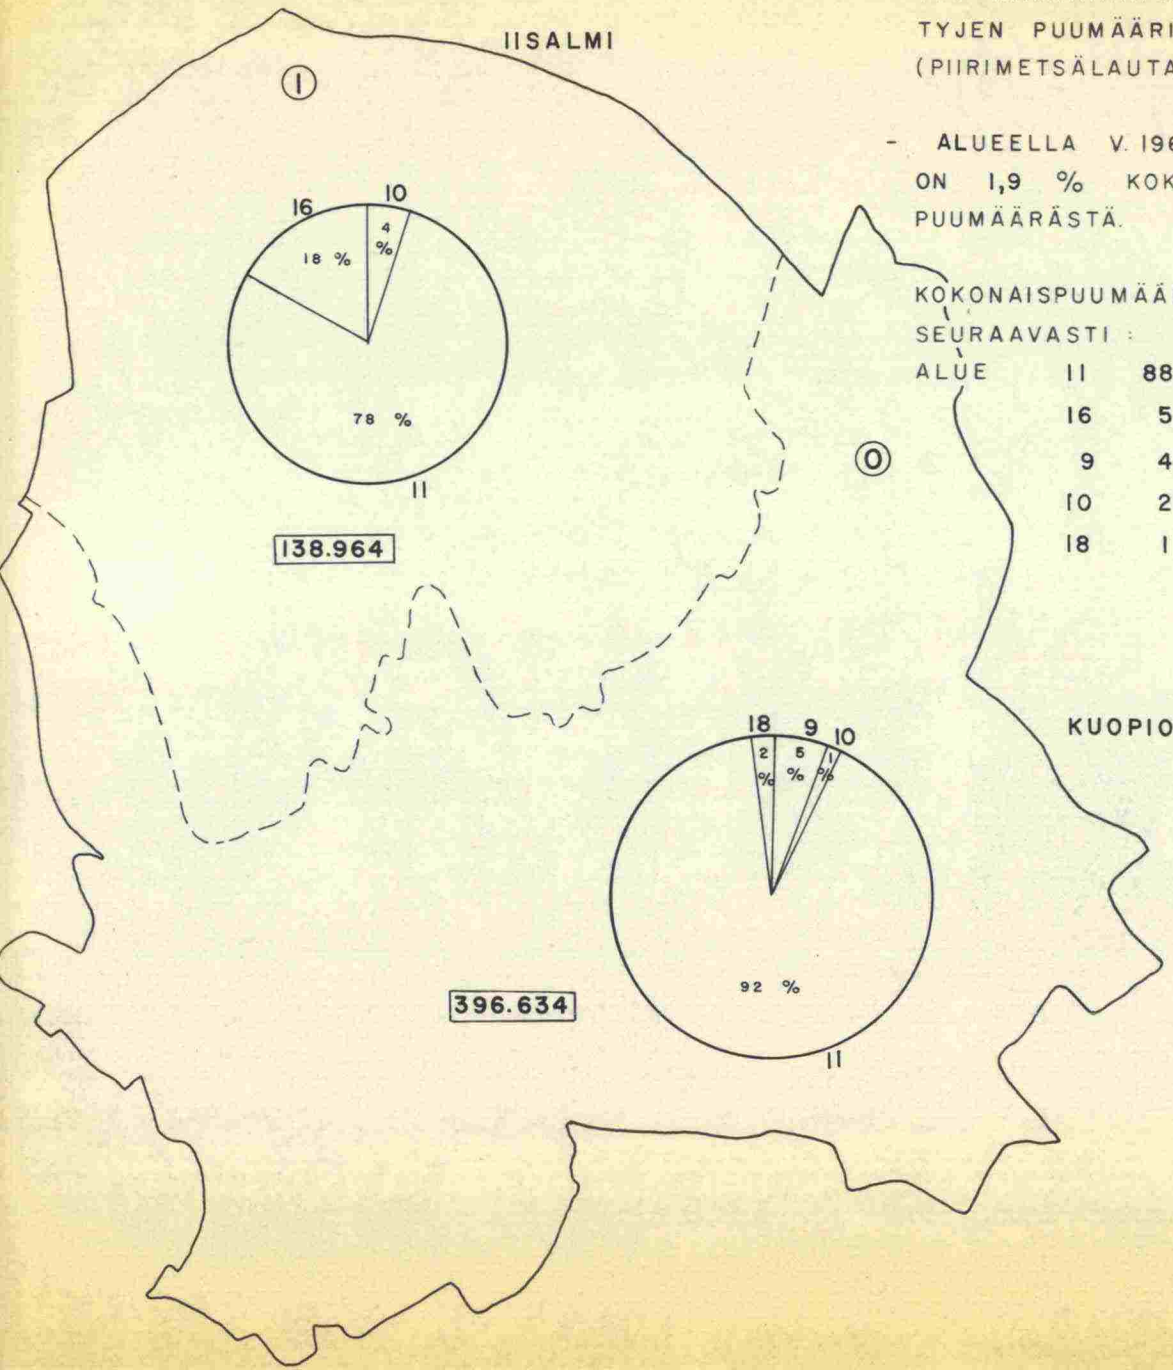 IISALMI
TYJEN PUUMÄÄRI
(PIIRIMETSÄLAUTA
I
- ALUEELLA V. 196
ON 1,9 % KOK
PUUMÄÄRÄSTÄ.
16
10
18 %
4
%
78 %
11
138.964
KOKONAISPUUMÄÄ
SEURAAVASTI :
ALUE 11 88
16 5
9 4
10 2
18 1
0
KUOPIO
18
9
10
2
%
5
%
1
%
92 %
11
396.634